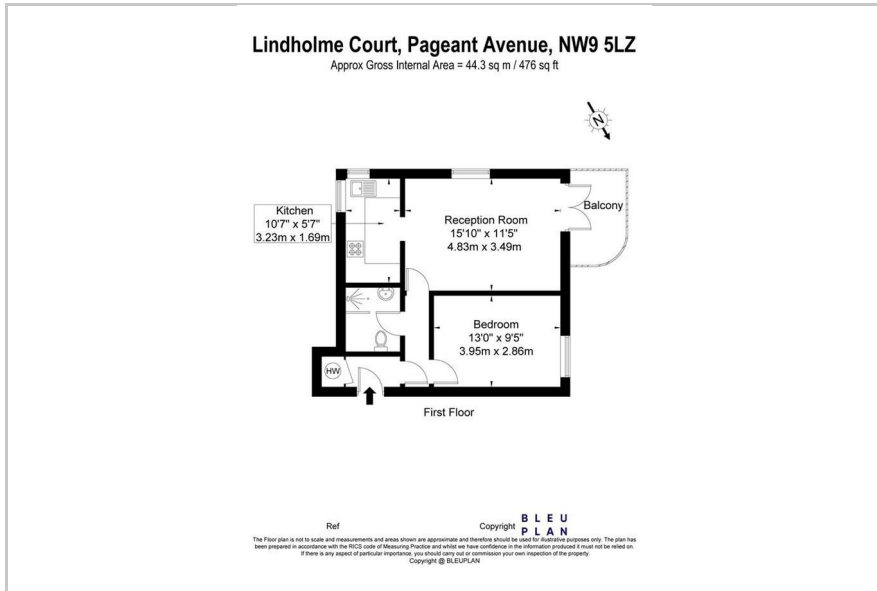 Lindholme Court, Pageant Avenue, NW9 5LZ
Approx Gross Internal Area = 44.3 sq m / 476 sq ft
N
Kitchen
10'7" x 5'7"
3.23m x 1.69m
Reception Room
15'10" x 11'5"
4.83m x 3.49m
Balcony
Bedroom
13'0" x 9'5"
3.95m x 2.86m
HW
First Floor
Ref
Copyright
BLEU
PLAN
The Floor plan is not to scale and measurements and areas shown are approximate and therefore should be used for illustrative purposes only. The plan has
been prepared in accordance with the RICS code of Measuring Practice and whilst we have confidence in the information produced it must not be relied on.
If there is any aspect of particular importance, you should carry out or commission your own inspection of the property.
Copyright @ BLEUPLAN